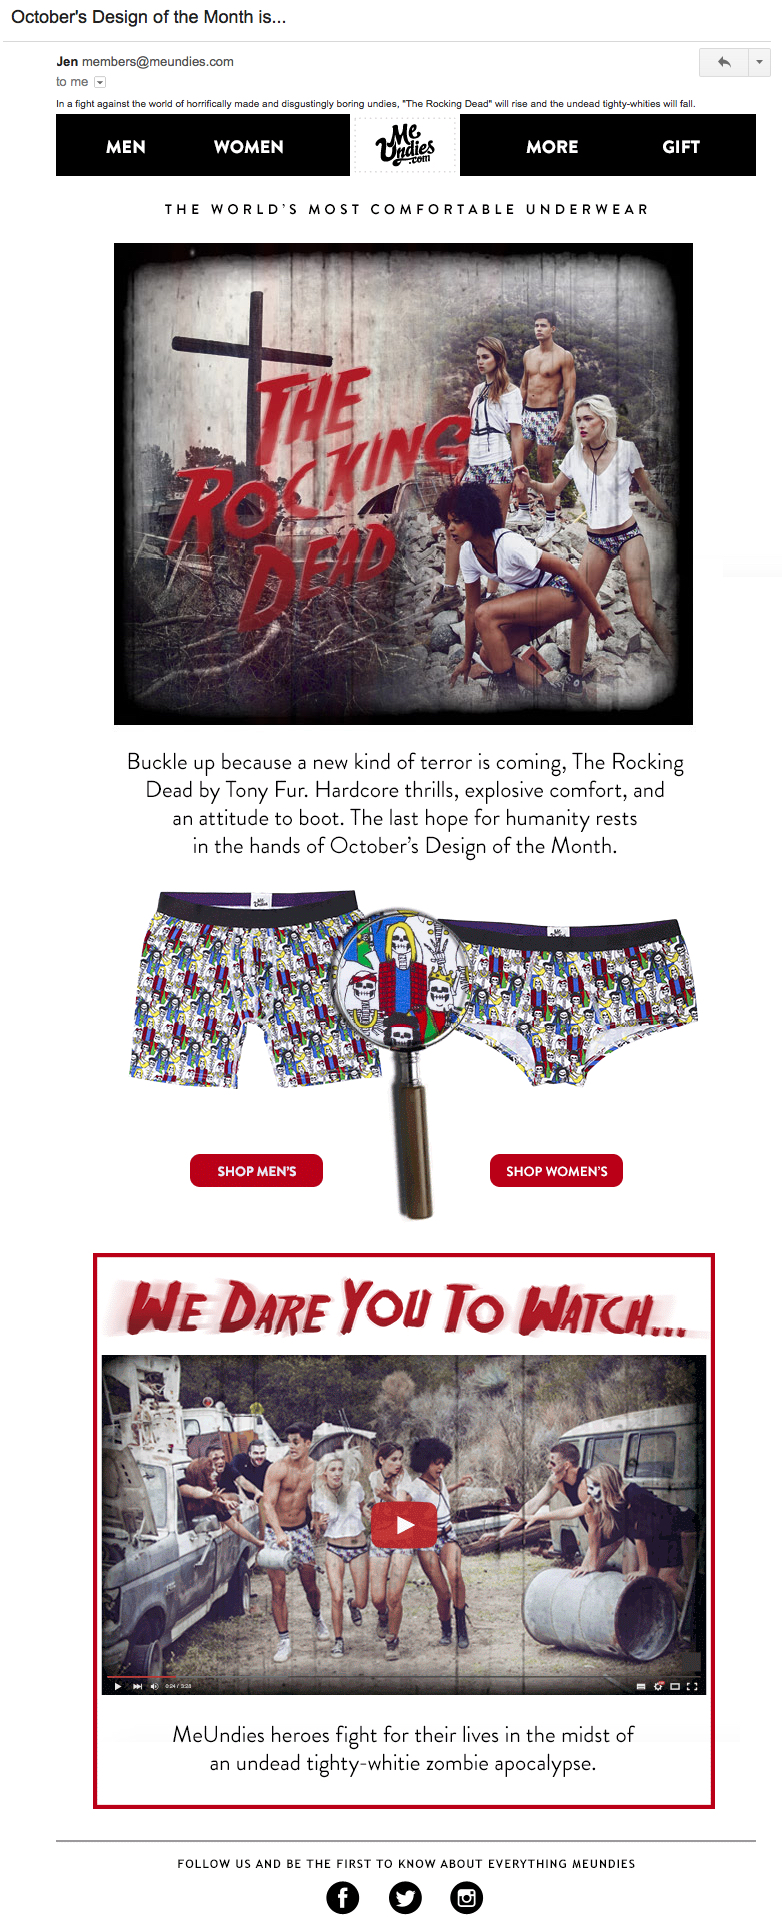 October's Design of the Month is...
Jen members@meundies.com
to me
In a fight against the world of horrifically made and disgustingly boring undies, "The Rocking Dead" will rise and the undead tighty-whities will fall.
MEN WOMEN Me Undies .com MORE GIFT
THE WORLD'S MOST COMFORTABLE UNDERWEAR
THE
ROCKING
DEAD
Buckle up because a new kind of terror is coming, The Rocking
Dead by Tony Fur. Hardcore thrills, explosive comfort, and
an attitude to boot. The last hope for humanity rests
in the hands of October's Design of the Month.
SHOP MEN'S SHOP WOMEN'S
WE DARE YOU TO WATCH...
0:24 / 3:28
MeUndies heroes fight for their lives in the midst of
an undead tighty-whitie zombie apocalypse.
FOLLOW US AND BE THE FIRST TO KNOW ABOUT EVERYTHING MEUNDIES